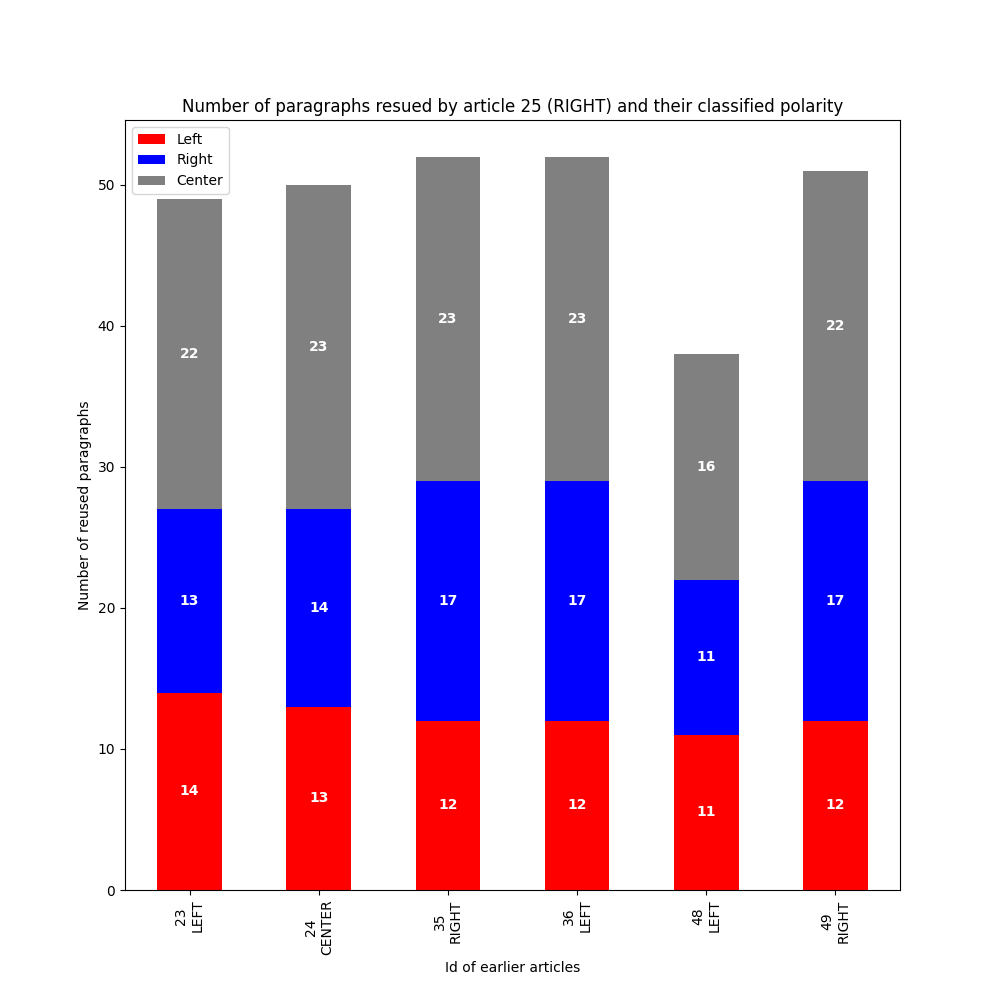 Number of paragraphs resued by article 25 (RIGHT) and their classified polarity
Left
Right
Center
Number of reused paragraphs
50
40
30
20
10
0
22
23
23
23
16
22
13
14
17
17
11
17
14
13
12
12
11
12
23
LEFT
24
CENTER
35
RIGHT
36
LEFT
48
LEFT
49
RIGHT
Id of earlier articles